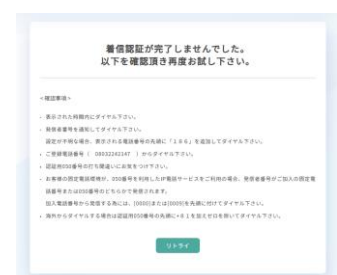 着信認証が完了しませんでした。
以下を確認頂き再度お試し下さい。
<確認事項>
・表示された時間内にダイヤル下さい。
・発信者番号を通知してダイヤル下さい。
設定が不明な場合、表示される電話番号の先頭に「186」を追加してダイヤル下さい。
・ご登録電話番号( 08032242247 )からダイヤル下さい。
・認証用050番号の打ち間違いにお気をつけ下さい。
・お客様の固定電話環境が、050番号を利用したIP電話サービスをご利用の場合、発信者番号がご加入の固定電
話番号または050番号のどちらかで発信されます。
加入電話番号から発信する為には、[0000]または[0009]を先頭に付けてダイヤル下さい。
・海外からダイヤルする場合は認証用050番号の先頭に+81を加えゼロを除いてダイヤル下さい。
リトライ